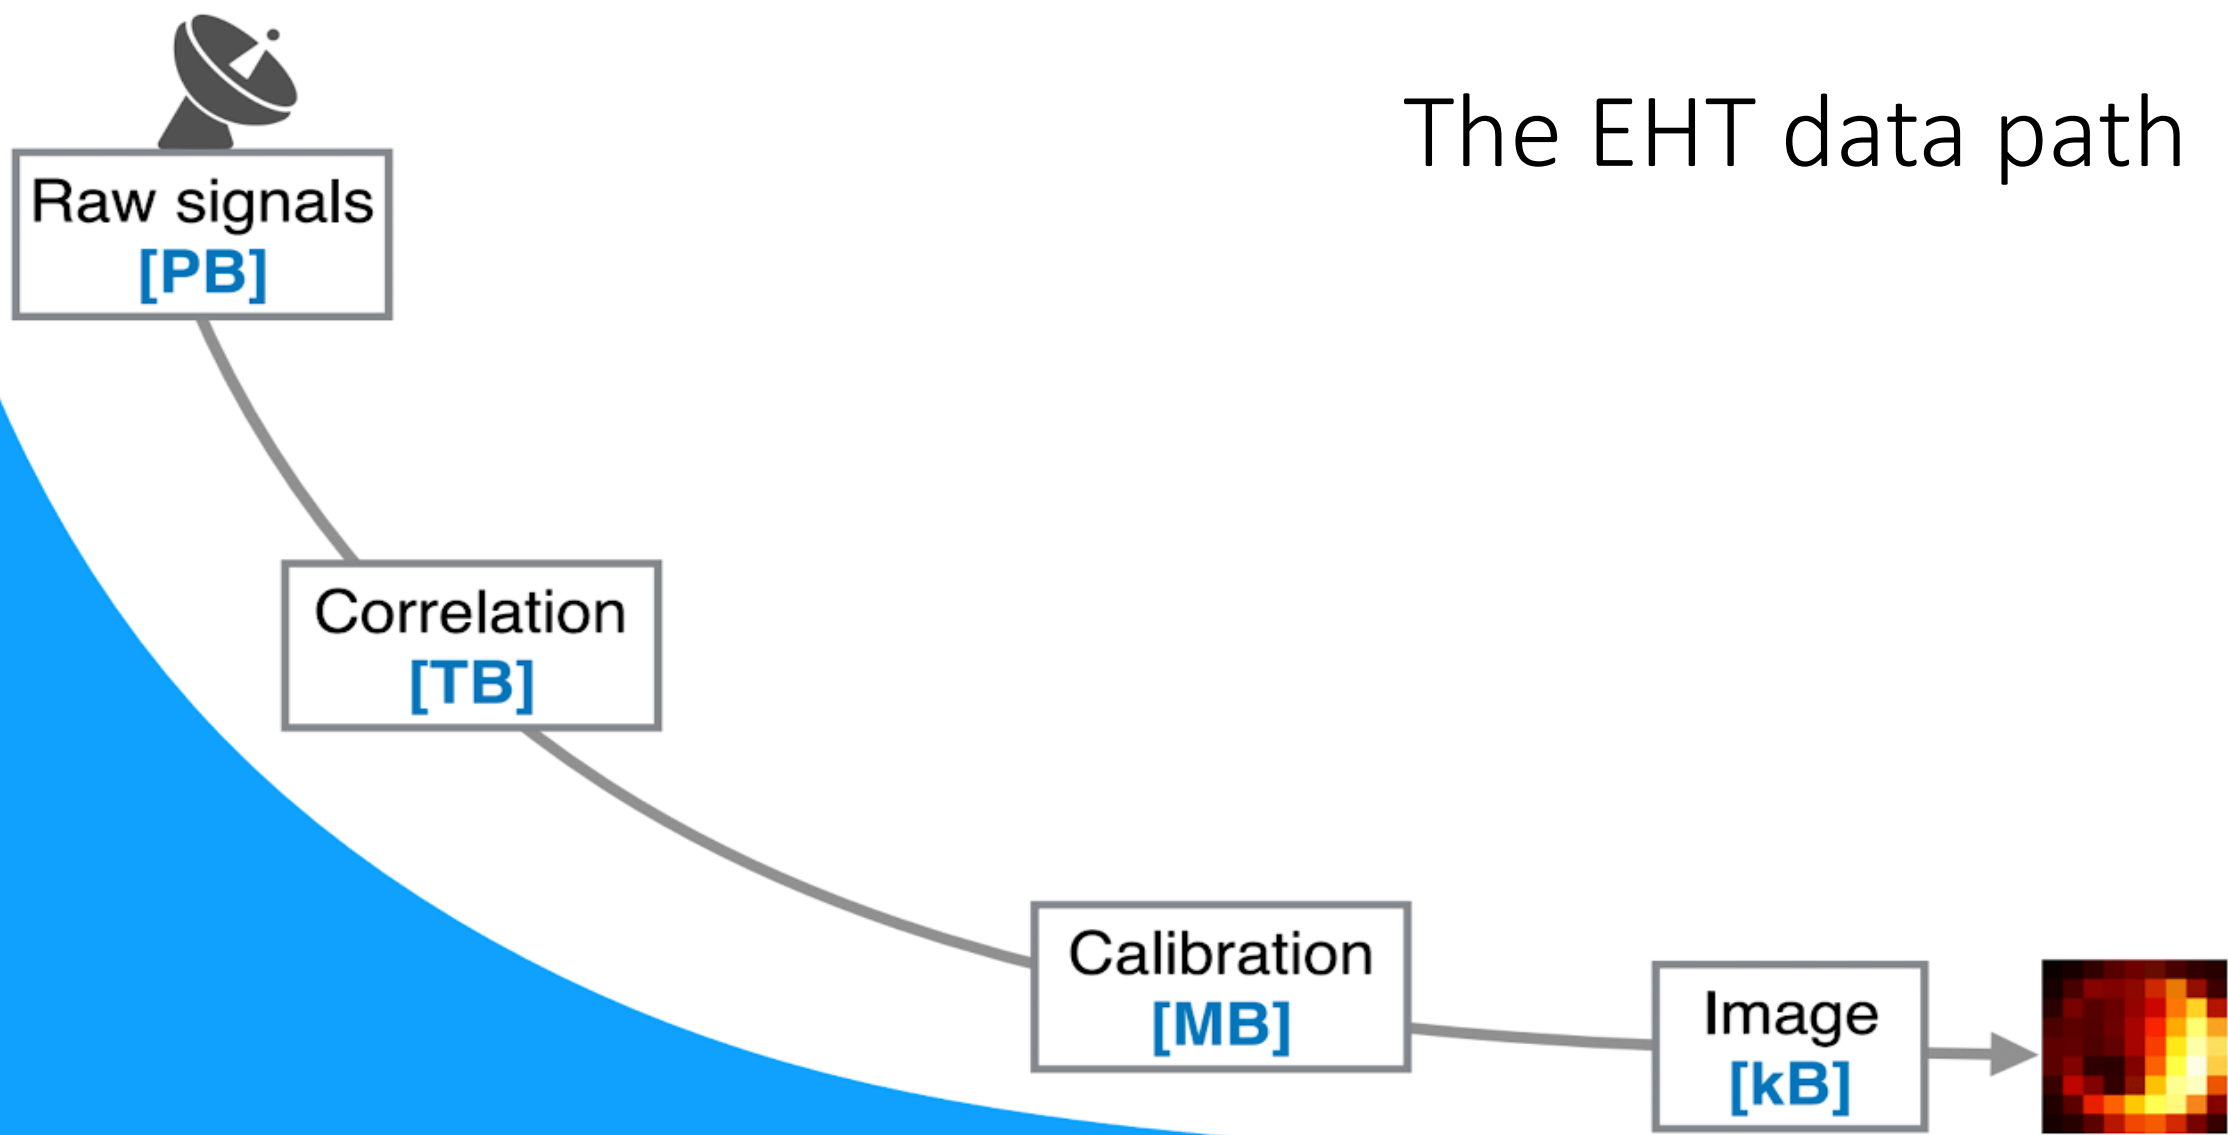 The EHT data path
Raw signals
[PB]
Correlation
[TB]
Calibration
[MB]
Image
[kB]